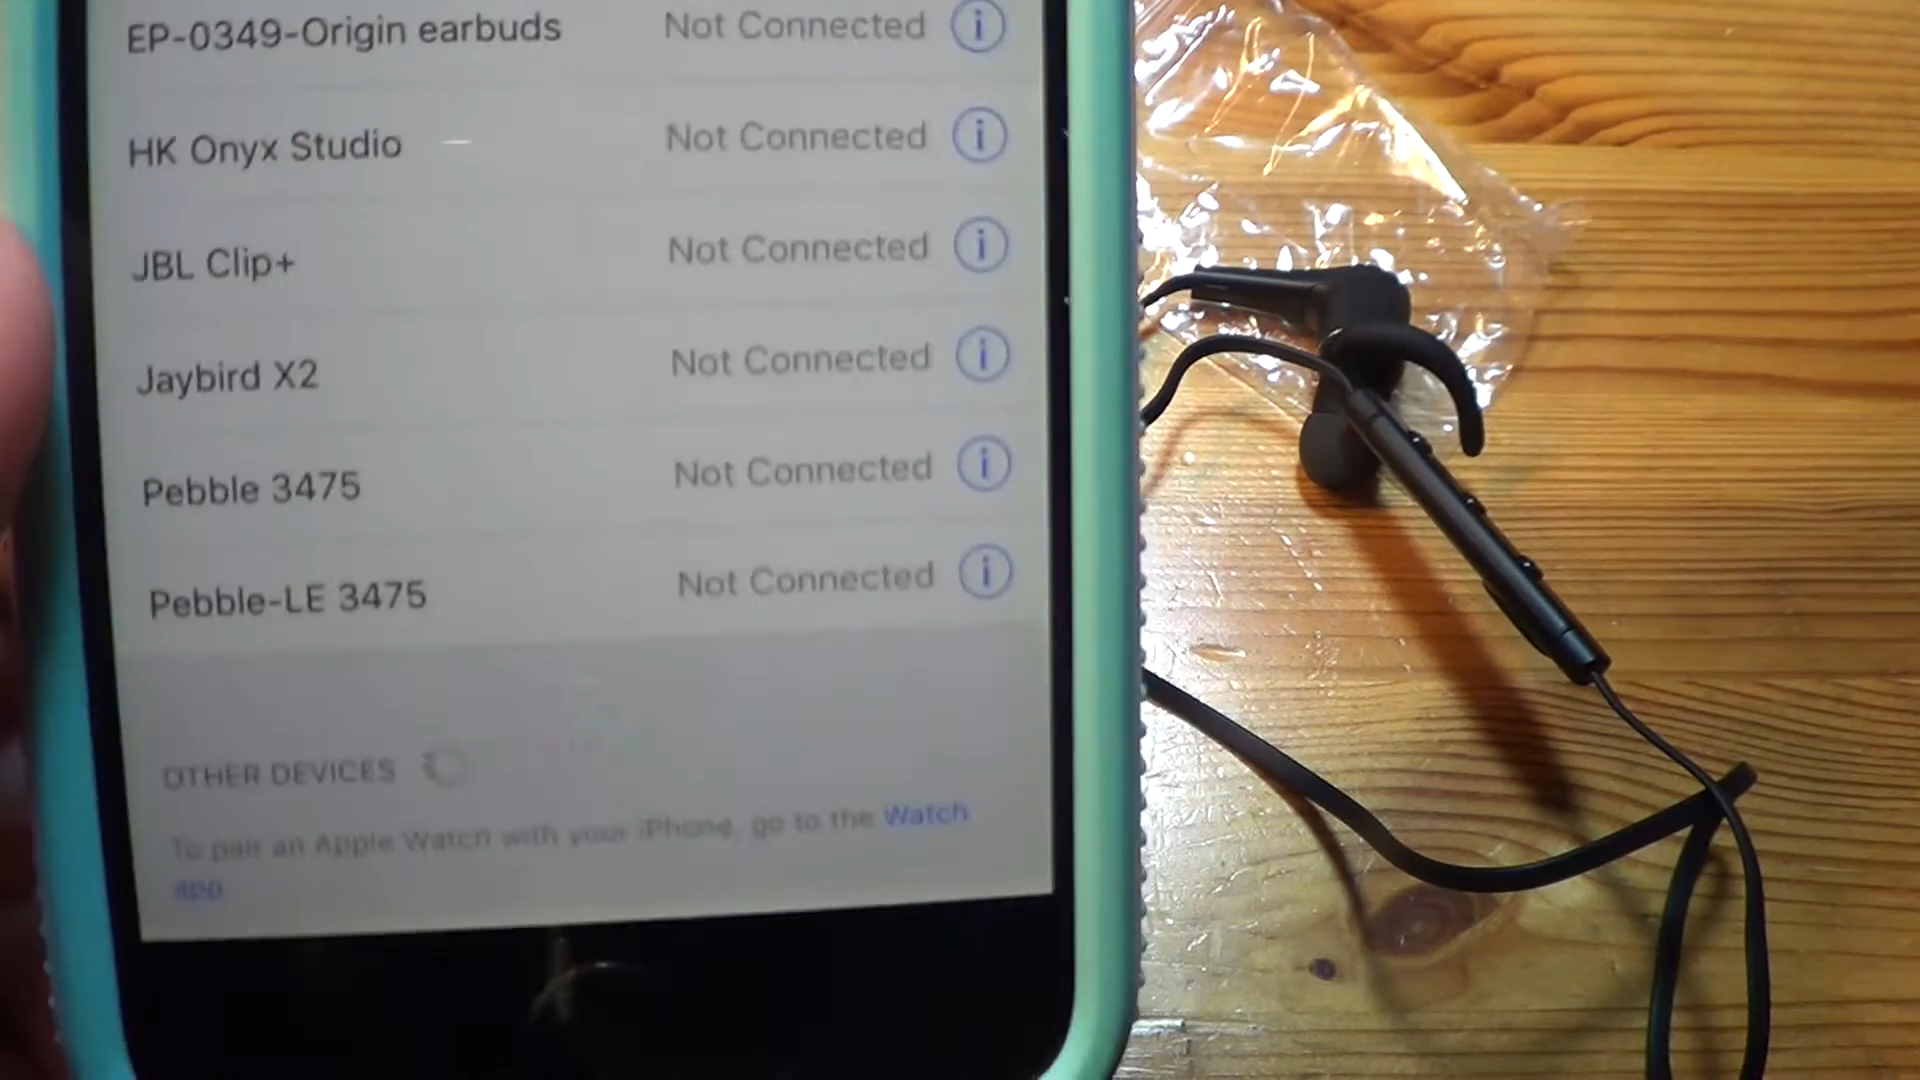 EP-0349-Origin earbuds Not Connected i
HK Onyx Studio Not Connected i
JBL Clip+ Not Connected i
Jaybird X2 Not Connected i
Pebble 3475 Not Connected i
Pebble-LE 3475 Not Connected i
OTHER DEVICES
To pair an Apple Watch with your iPhone, go to the Watch
app